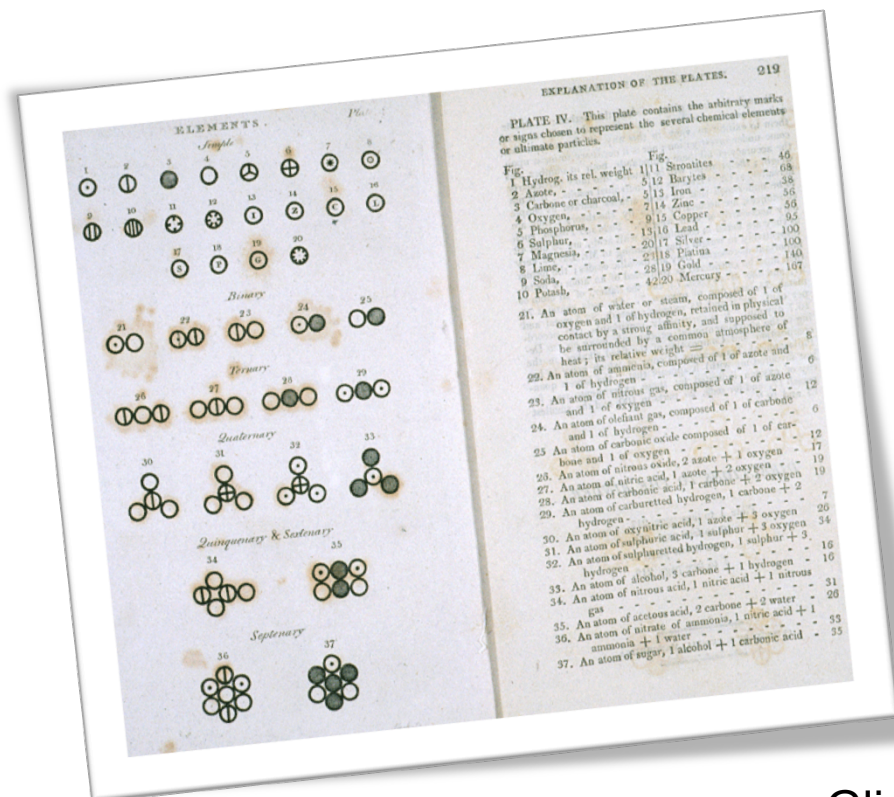 ELEMENTS.
Simple
1 2 3 4 5 6 7 8
9 10 11 12 13 14 15 16
I Z C L
17 18 19 20
S P G
Binary
21 22 23 24 25
Ternary
26 27 28 29
Quaternary
30 31 32 33
Quinquenary & Sextenary
34 35
Septenary
36 37
EXPLANATION OF THE PLATES. 219
PLATE IV. This plate contains the arbitrary marks
or signs chosen to represent the several chemical elements
or ultimate particles.
Fig. Fig.
1 Hydrog. its rel. weight 1 11 Strontites - - - 46
2 Azote, - - - - 5 12 Barytes - - - 68
3 Carbone or charcoal, - 5 13 Iron - - - 38
4 Oxygen, - - - 7 14 Zinc - - - 56
5 Phosphorus, - - - 9 15 Copper - - - 56
6 Sulphur, - - - 13 16 Lead - - - 95
7 Magnesia, - - - 20 17 Silver - - - 100
8 Lime, - - - - 23 18 Platina - - - 100
9 Soda, - - - - 28 19 Gold - - - 140
10 Potash, - - - 42 20 Mercury - - - 167
21. An atom of water or steam, composed of 1 of
oxygen and 1 of hydrogen, retained in physical
contact by a strong affinity, and supposed to
be surrounded by a common atmosphere of
heat; its relative weight = - - - 8
22. An atom of ammonia, composed of 1 of azote and
1 of hydrogen - - - 6
23. An atom of nitrous gas, composed of 1 of azote
and 1 of oxygen - - - 12
24. An atom of olefiant gas, composed of 1 of carbone
and 1 of hydrogen - - - 6
25 An atom of carbonic oxide composed of 1 of car-
bone and 1 of oxygen - - - 12
26. An atom of nitrous oxide, 2 azote + 1 oxygen - 17
27. An atom of nitric acid, 1 azote + 2 oxygen - - 19
28. An atom of carbonic acid, 1 carbone + 2 oxygen 19
29. An atom of carburetted hydrogen, 1 carbone + 2
hydrogen - - - 7
30. An atom of oxynitric acid, 1 azote + 3 oxygen 26
31. An atom of sulphuric acid, 1 sulphur + 3 oxygen 34
32. An atom of sulphuretted hydrogen, 1 sulphur + 3
hydrogen - - - 16
33. An atom of alcohol, 3 carbone + 1 hydrogen - 16
34. An atom of nitrous acid, 1 nitric acid + 1 nitrous
gas - - - 31
35. An atom of acetous acid, 2 carbone + 2 water - 26
36. An atom of nitrate of ammonia, 1 nitric acid + 1
ammonia + 1 water - - - 33
37. An atom of sugar, 1 alcohol + 1 carbonic acid - 35